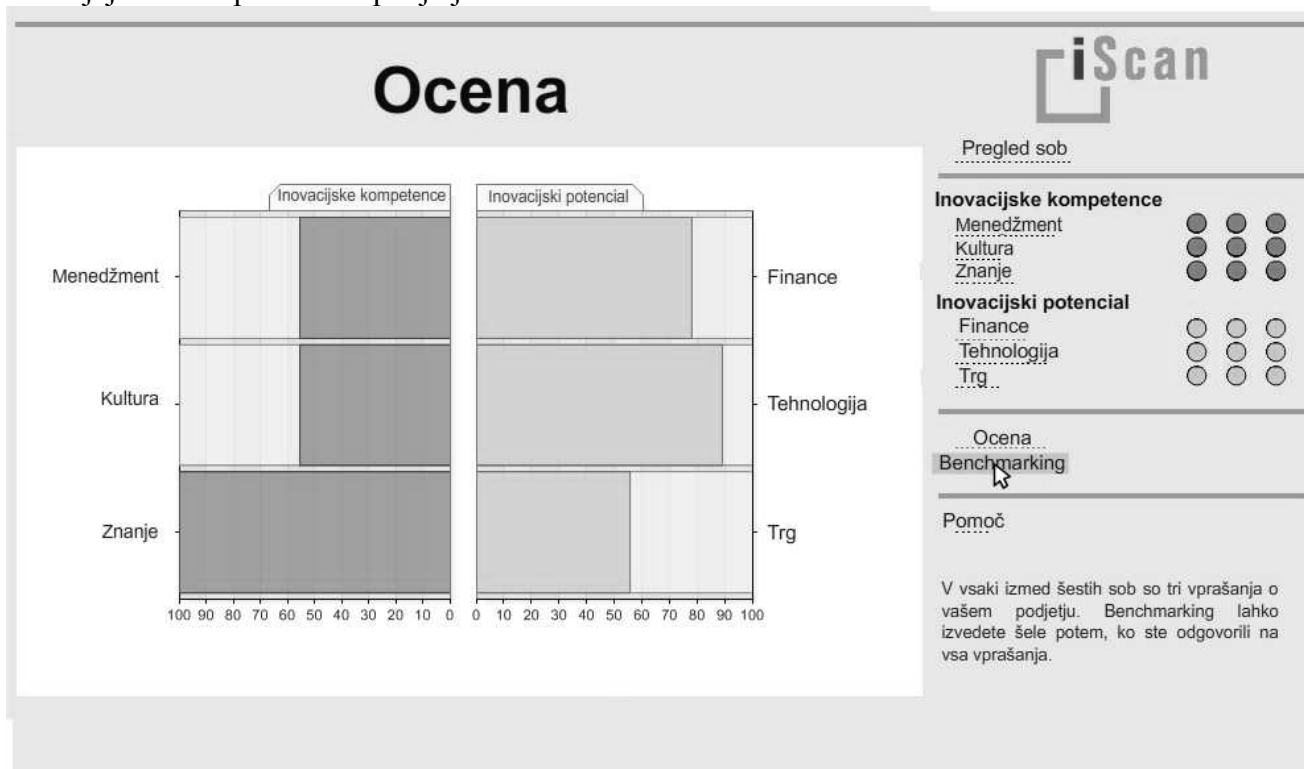 Ocena
iScan
Pregled sob
Inovacijske kompetence
Menedžment
Kultura
Znanje
Inovacijski potencial
Finance
Tehnologija
Trg
Ocena
Benchmarking
Pomoč
V vsaki izmed šestih sob so tri vprašanja o
vašem podjetju. Benchmarking lahko
izvedete šele potem, ko ste odgovorili na
vsa vprašanja.
Inovacijske kompetence
Inovacijski potencial
Menedžment
Finance
Kultura
Tehnologija
Znanje
Trg
100 90 80 70 60 50 40 30 20 10 0
0 10 20 30 40 50 60 70 80 90 100